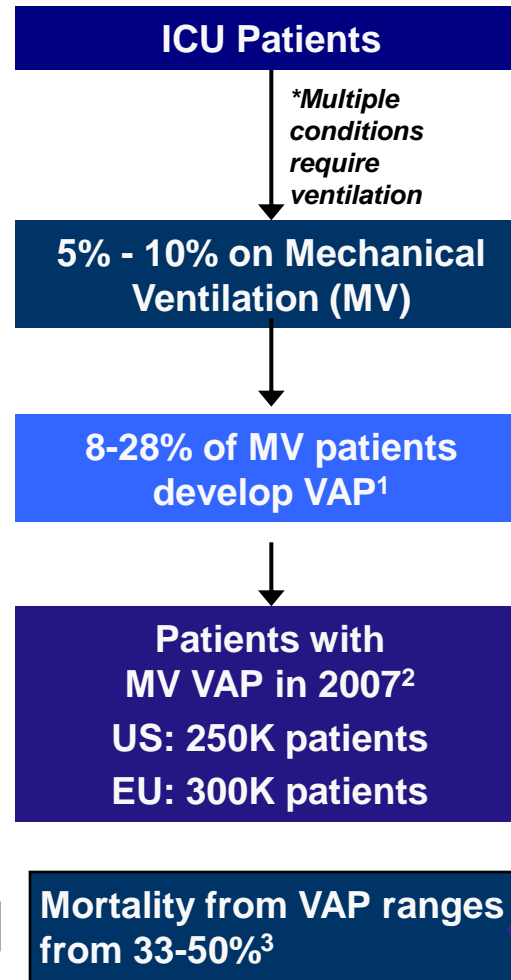 ICU Patients
*Multiple
conditions
require
ventilation
5% - 10% on Mechanical
Ventilation (MV)
8-28% of MV patients
develop VAP¹
Patients with
MV VAP in 2007²
US: 250K patients
EU: 300K patients
Mortality from VAP ranges
from 33-50%³